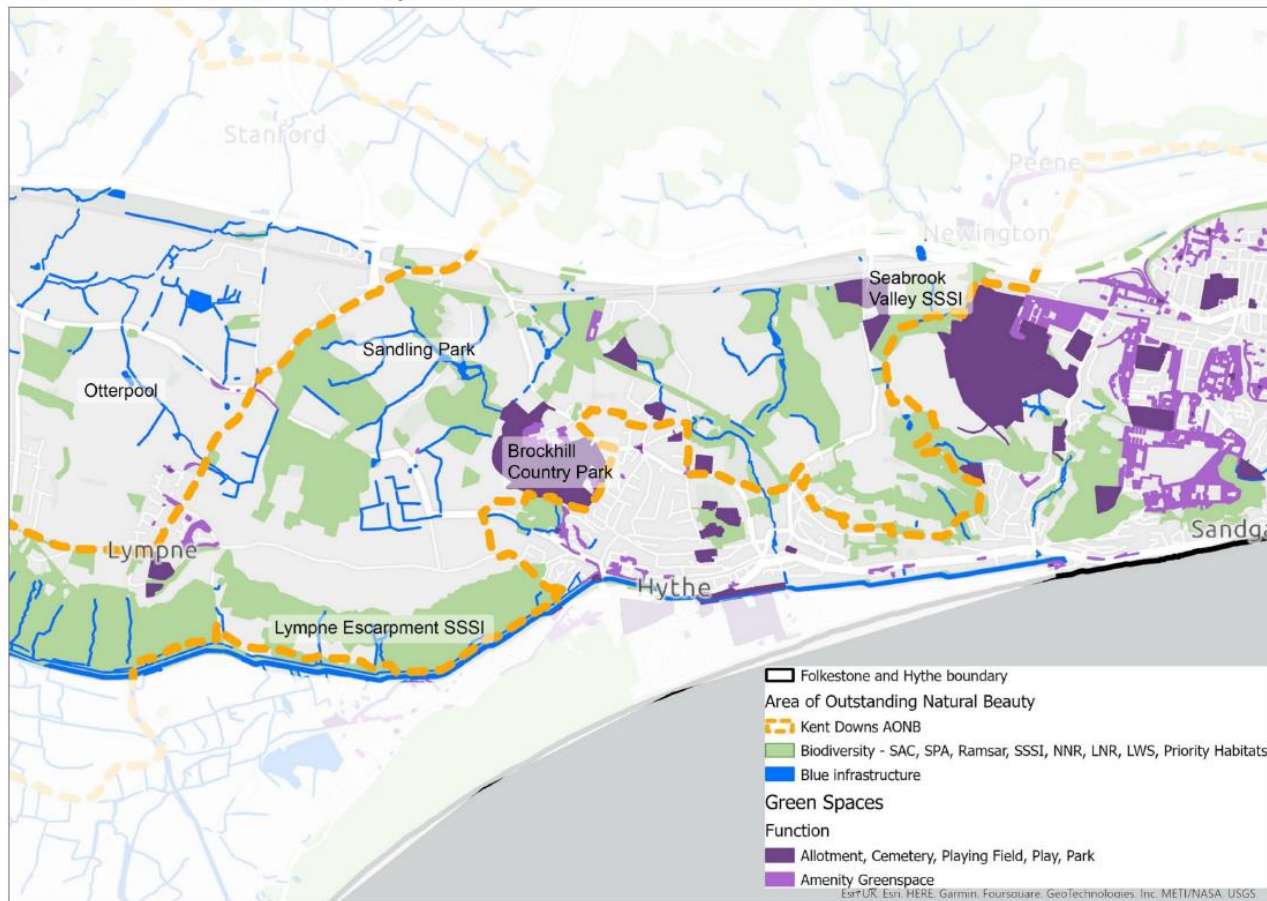 Stanford
Peene
Newington
Seabrook
Valley SSSI
Sandling Park
Otterpool
Brockhill
Country Park
Lympne
Sandga
Hythe
Lympne Escarpment SSSI
Folkestone and Hythe boundary
Area of Outstanding Natural Beauty
Kent Downs AONB
Biodiversity - SAC, SPA, Ramsar, SSSI, NNR, LNR, LWS, Priority Habitats
Blue infrastructure
Green Spaces
Function
Allotment, Cemetery, Playing Field, Play, Park
Amenity Greenspace
Esri UK, Esri, HERE, Garmin, Foursquare, GeoTechnologies, Inc, METI/NASA, USGS